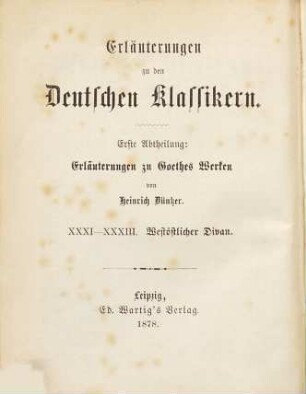 Erläuterungen
zu den
Deutschen Klassikern.
Erste Abtheilung:
Erläuterungen zu Goethes Werken
von
Heinrich Düntzer.
XXXI—XXXIII. Westöstlicher Divan.
Leipzig,
Ed. Wartig's Verlag.
1878.